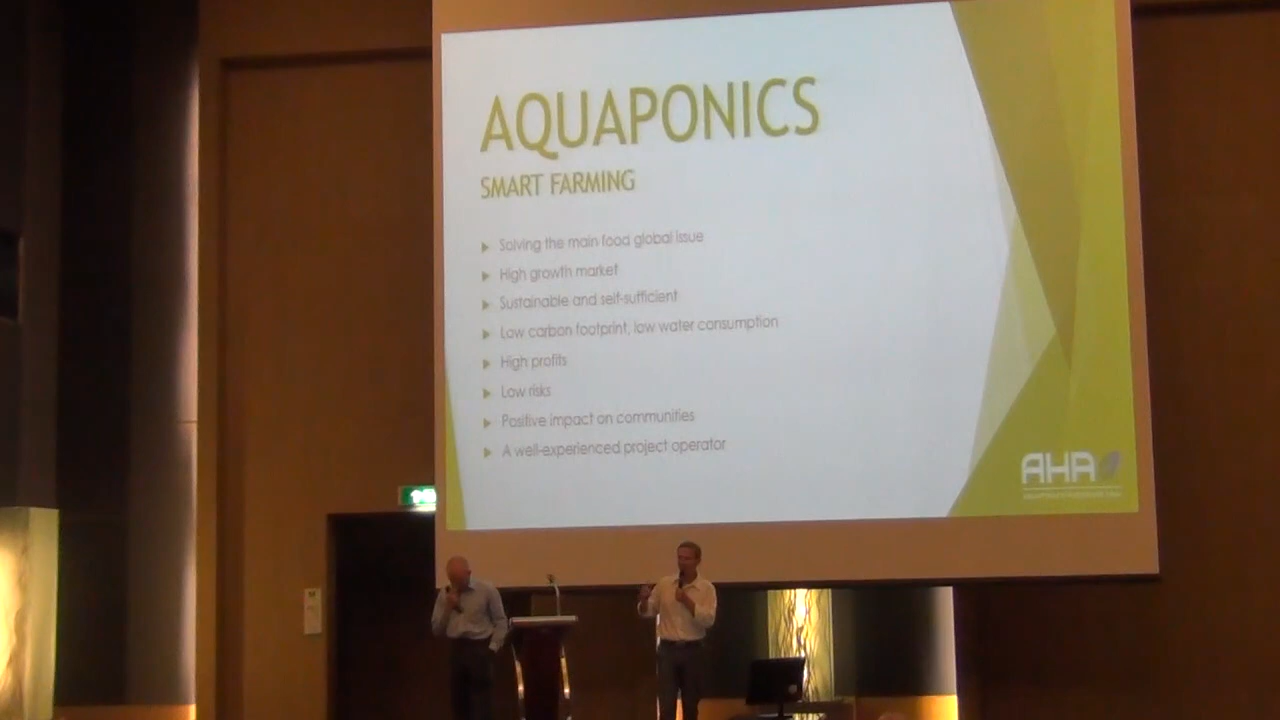 AQUAPONICS
SMART FARMING
Solving the main food global issue
High growth market
Sustainable and self-sufficient
Low carbon footprint, low water consumption
High profits
Low risks
Positive impact on communities
A well-experienced project operator
AHA